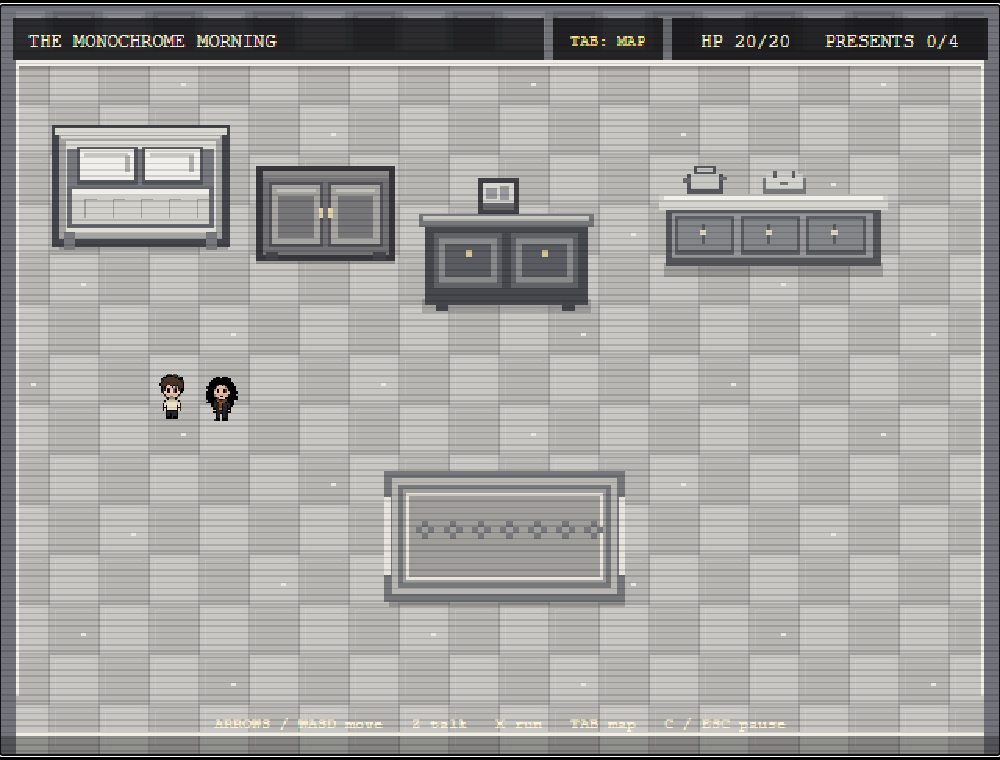 THE MONOCHROME MORNING
TAB: MAP
HP 20/20 PRESENTS 0/4
ARROWS / WASD move Z talk X run TAB map C / ESC pause